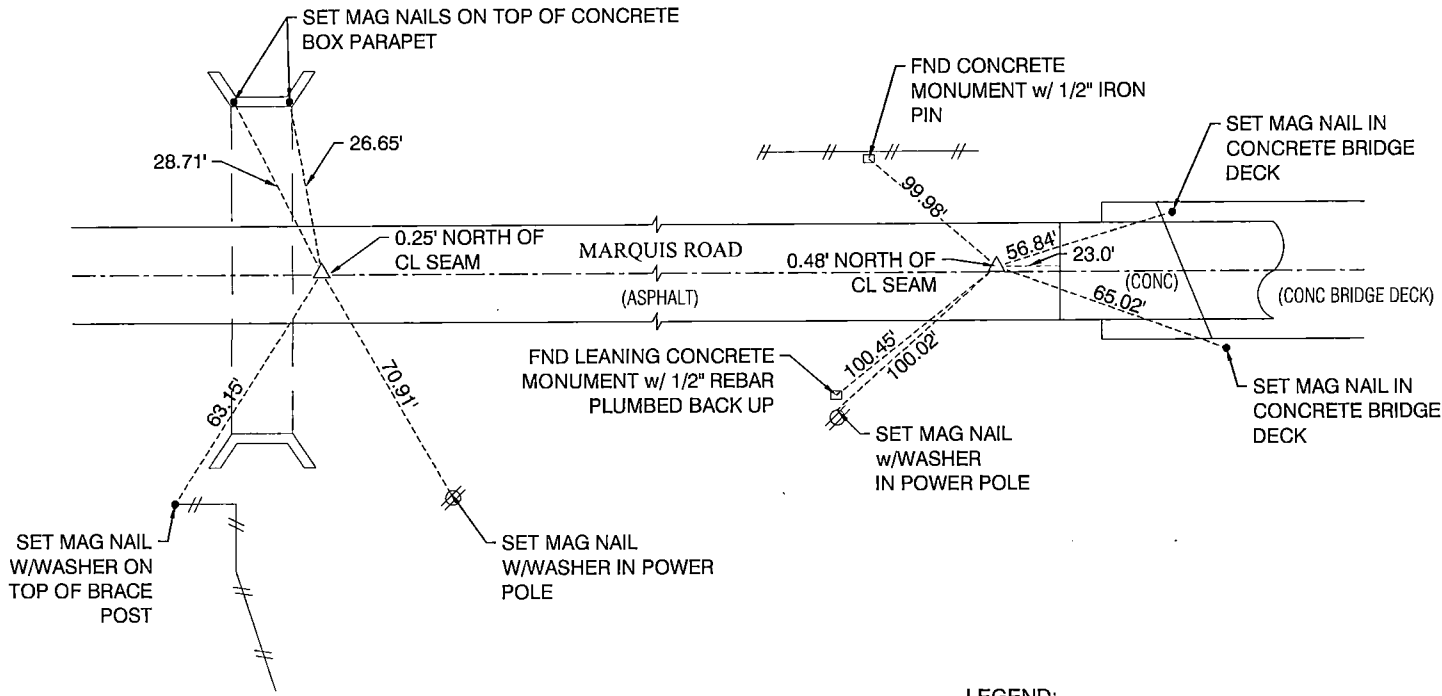 SET MAG NAILS ON TOP OF CONCRETE
BOX PARAPET
28.71'
26.65'
0.25' NORTH OF
CL SEAM
63.15'
70.91'
SET MAG NAIL
W/WASHER ON
TOP OF BRACE
POST
SET MAG NAIL
W/WASHER IN POWER
POLE
MARQUIS ROAD
(ASPHALT)
FND CONCRETE
MONUMENT w/ 1/2" IRON
PIN
99.98'
0.48' NORTH OF
CL SEAM
56.84'
23.0'
(CONC)
65.02'
(CONC BRIDGE DECK)
SET MAG NAIL IN
CONCRETE BRIDGE
DECK
100.45'
100.02'
FND LEANING CONCRETE
MONUMENT w/ 1/2" REBAR
PLUMBED BACK UP
SET MAG NAIL
w/WASHER
IN POWER POLE
SET MAG NAIL IN
CONCRETE BRIDGE
DECK
LEGEND: